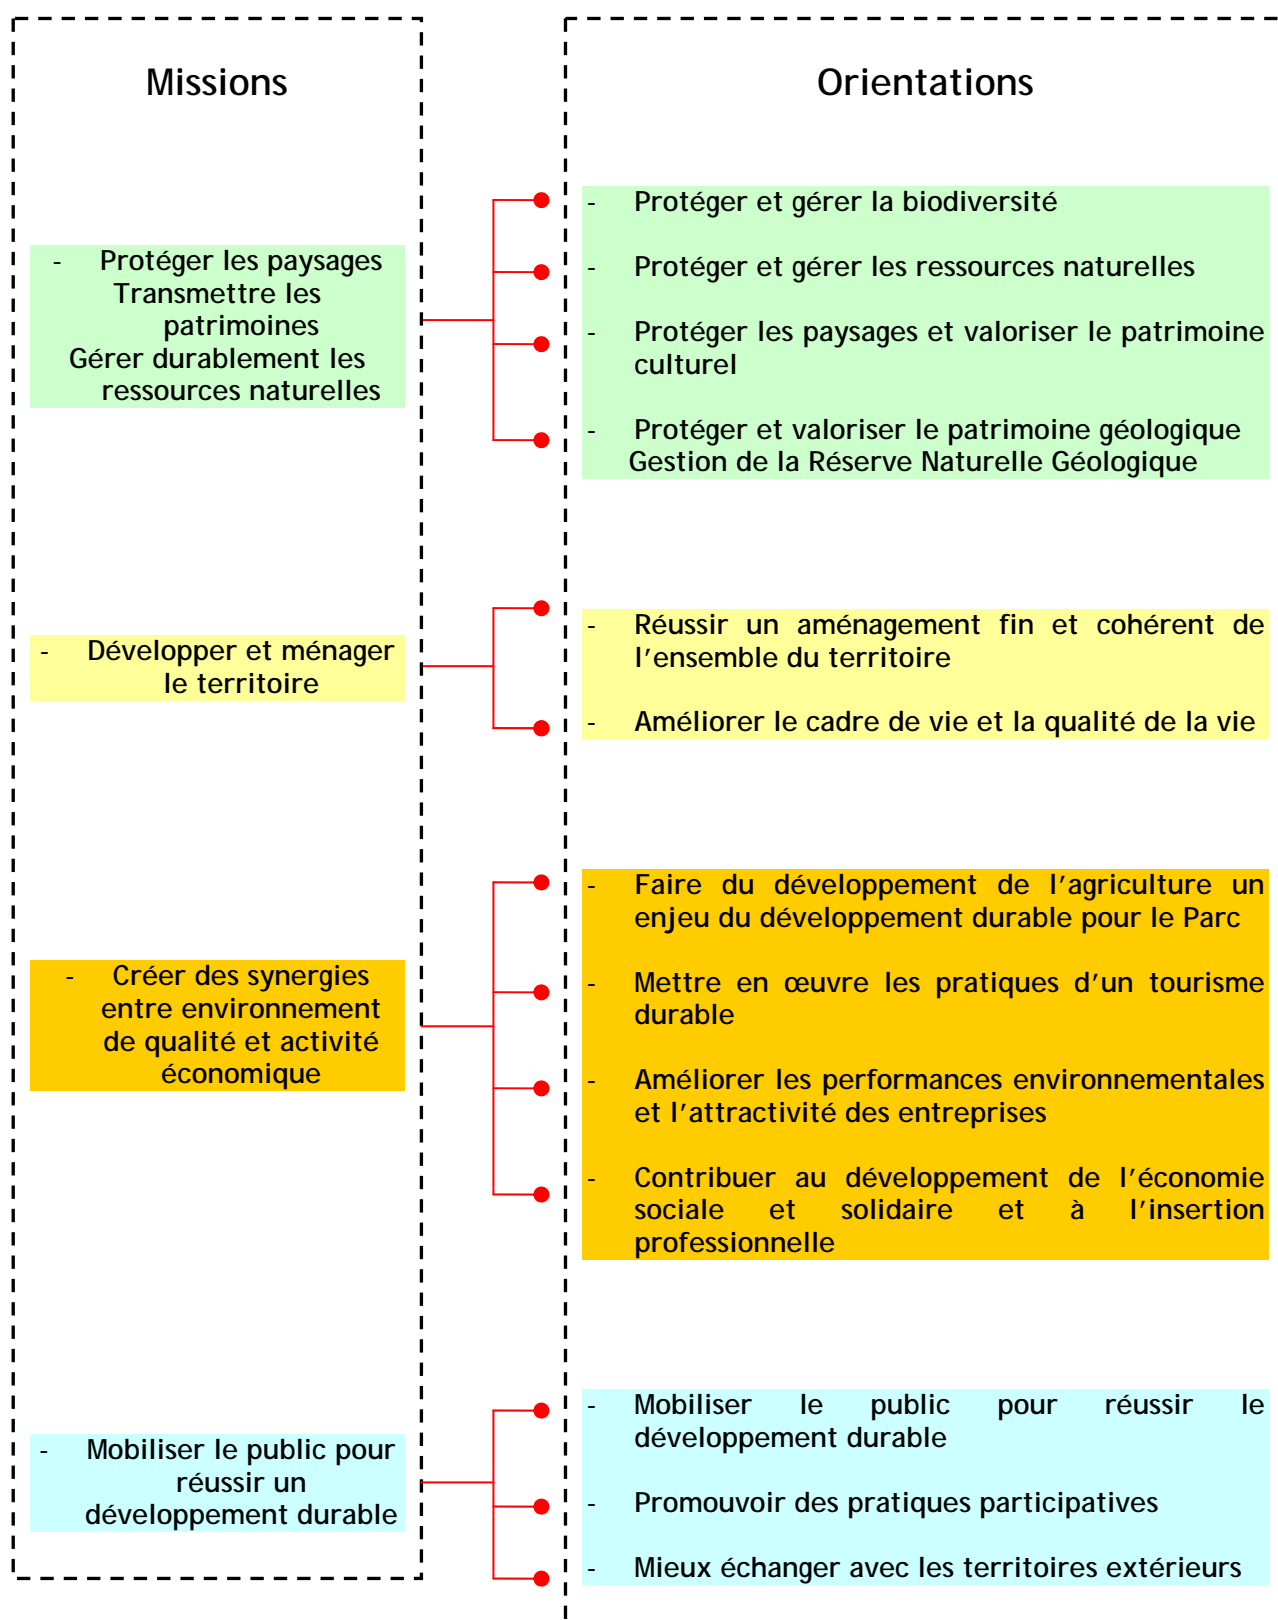 Missions
- Protéger les paysages
Transmettre les
patrimoines
Gérer durablement les
ressources naturelles
- Développer et ménager
le territoire
- Créer des synergies
entre environnement
de qualité et activité
économique
- Mobiliser le public pour
réussir un
développement durable
Orientations
- Protéger et gérer la biodiversité
- Protéger et gérer les ressources naturelles
- Protéger les paysages et valoriser le patrimoine
culturel
- Protéger et valoriser le patrimoine géologique
Gestion de la Réserve Naturelle Géologique
- Réussir un aménagement fin et cohérent de
l'ensemble du territoire
- Améliorer le cadre de vie et la qualité de la vie
- Faire du développement de l'agriculture un
enjeu du développement durable pour le Parc
- Mettre en œuvre les pratiques d'un tourisme
durable
- Améliorer les performances environnementales
et l'attractivité des entreprises
- Contribuer au développement de l'économie
sociale et solidaire et à l'insertion
professionnelle
- Mobiliser le public pour réussir le
développement durable
- Promouvoir des pratiques participatives
- Mieux échanger avec les territoires extérieurs